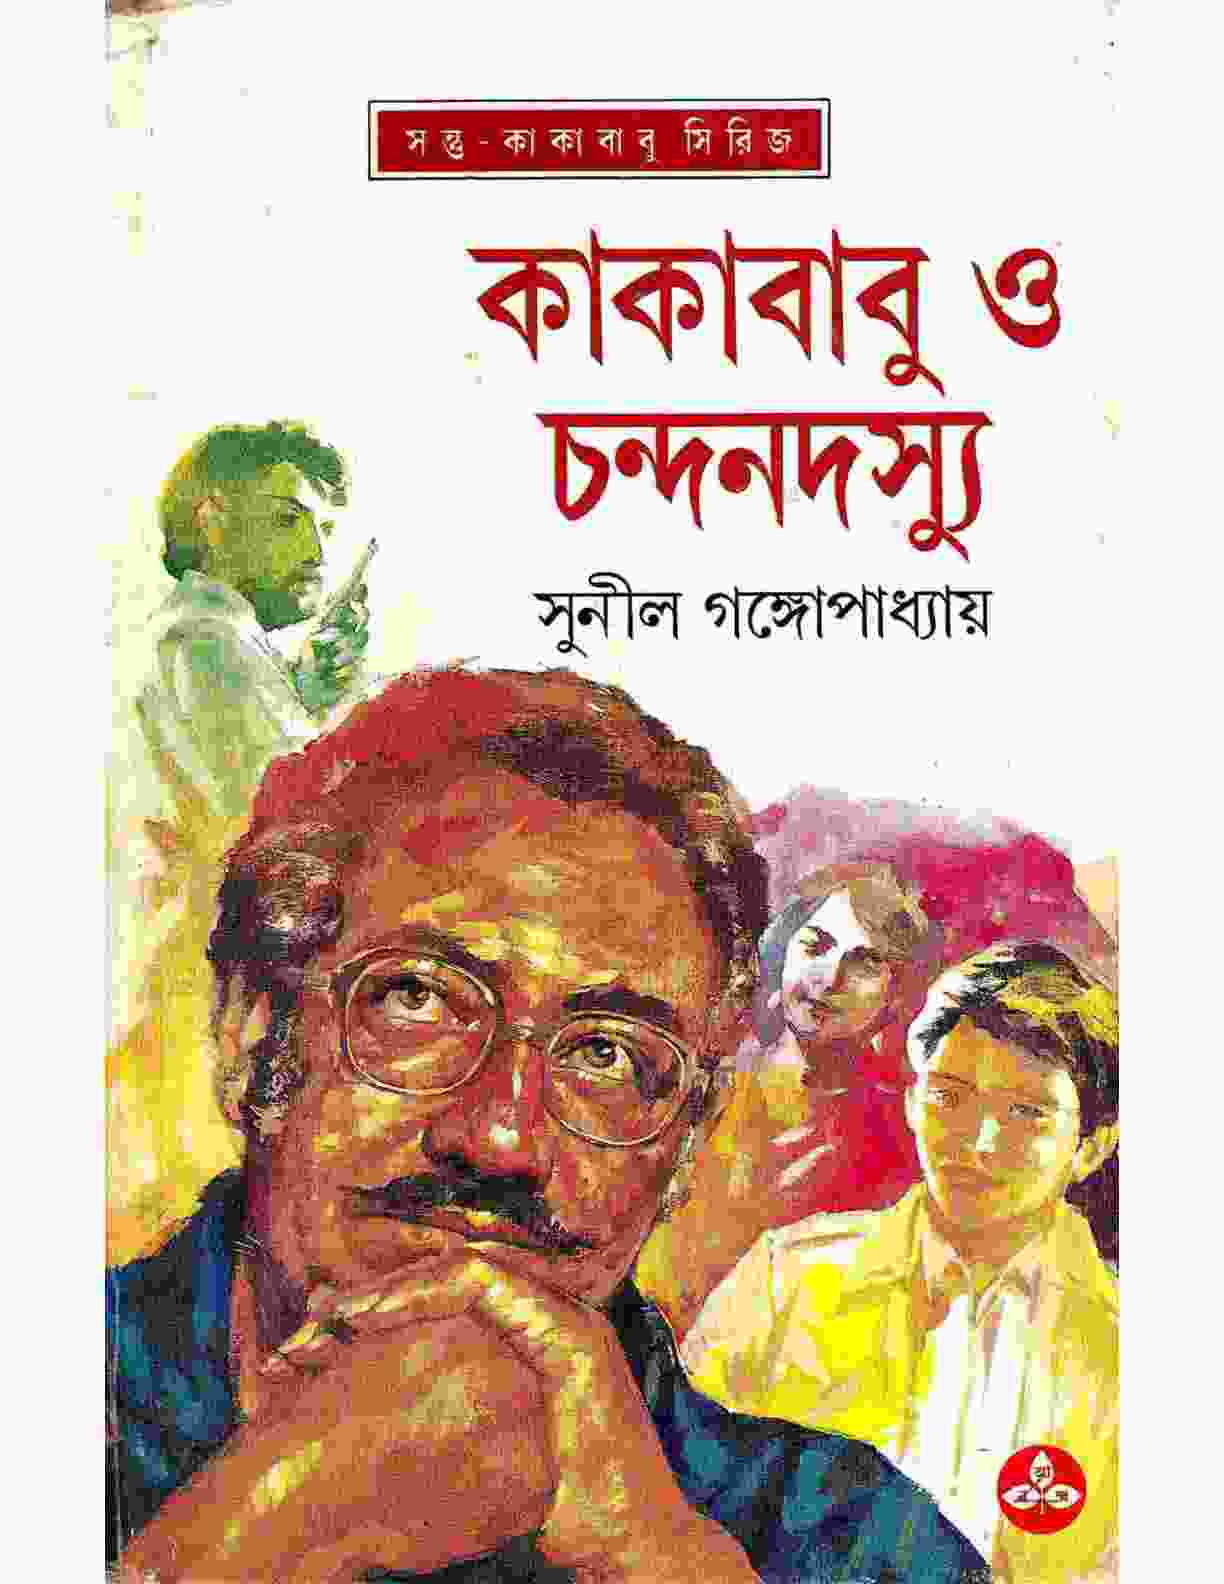 সন্তু-কাকাবাবু সিরিজ
কাকাবাবু ও
চন্দনদস্যু
সুনীল গঙ্গোপাধ্যায়